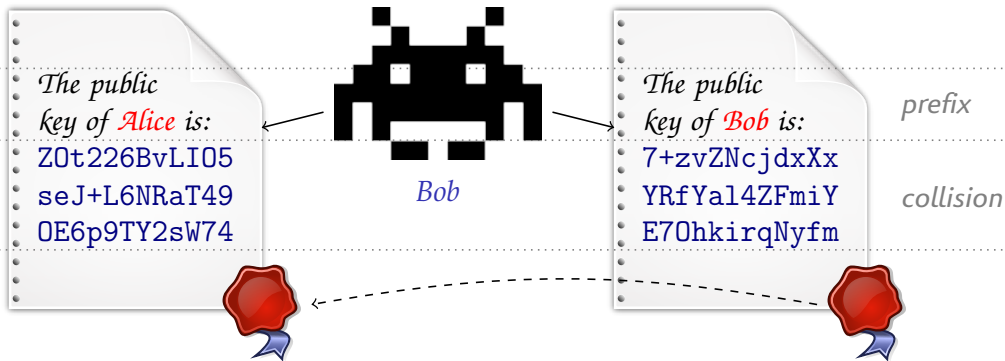 The public
key of Alice is:
ZOt226BvLIO5
seJ+L6NRaT49
OE6p9TY2sW74
Bob
The public
key of Bob is:
7+zvZNcjdxXx
YRfYal4ZFmiY
E7OhkirqNyfm
prefix
collision